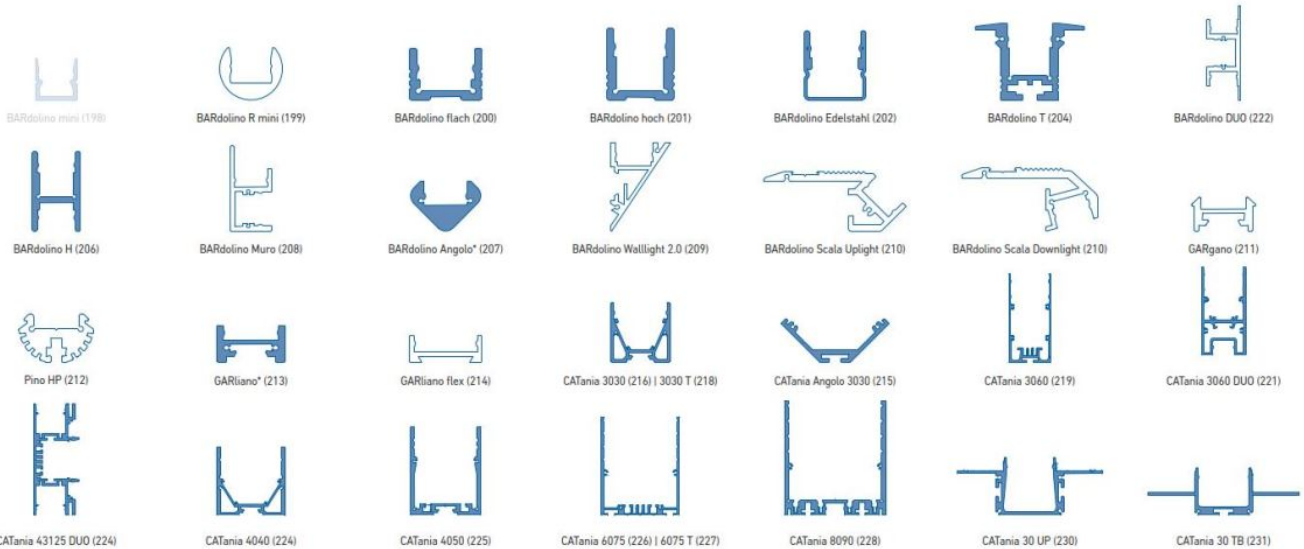 BARdolino mini (198)
BARdolino R mini (199)
BARdolino flach (200)
BARdolino hoch (201)
BARdolino Edelstahl (202)
BARdolino T (204)
BARdolino DUO (222)
BARdolino H (206)
BARdolino Muro (208)
BARdolino Angolo* (207)
BARdolino Walllight 2.0 (209)
BARdolino Scala Uplight (210)
BARdolino Scala Downlight (210)
GARgano (211)
Pino HP (212)
GARliano* (213)
GARliano flex (214)
CATania 3030 (216) | 3030 T (218)
CATania Angolo 3030 (215)
CATania 3060 (219)
CATania 3060 DUO (221)
CATania 43125 DUO (224)
CATania 4040 (224)
CATania 4050 (225)
CATania 6075 (226) | 6075 T (227)
CATania 8090 (228)
CATania 30 UP (230)
CATania 30 TB (231)